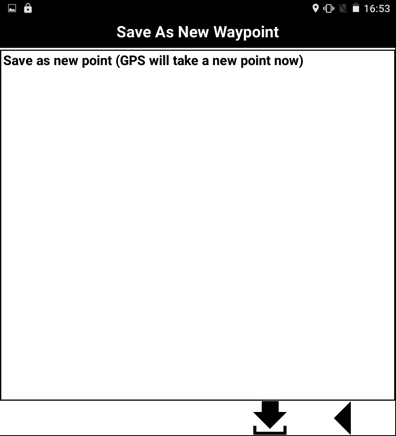 16:53
Save As New Waypoint
Save as new point (GPS will take a new point now)